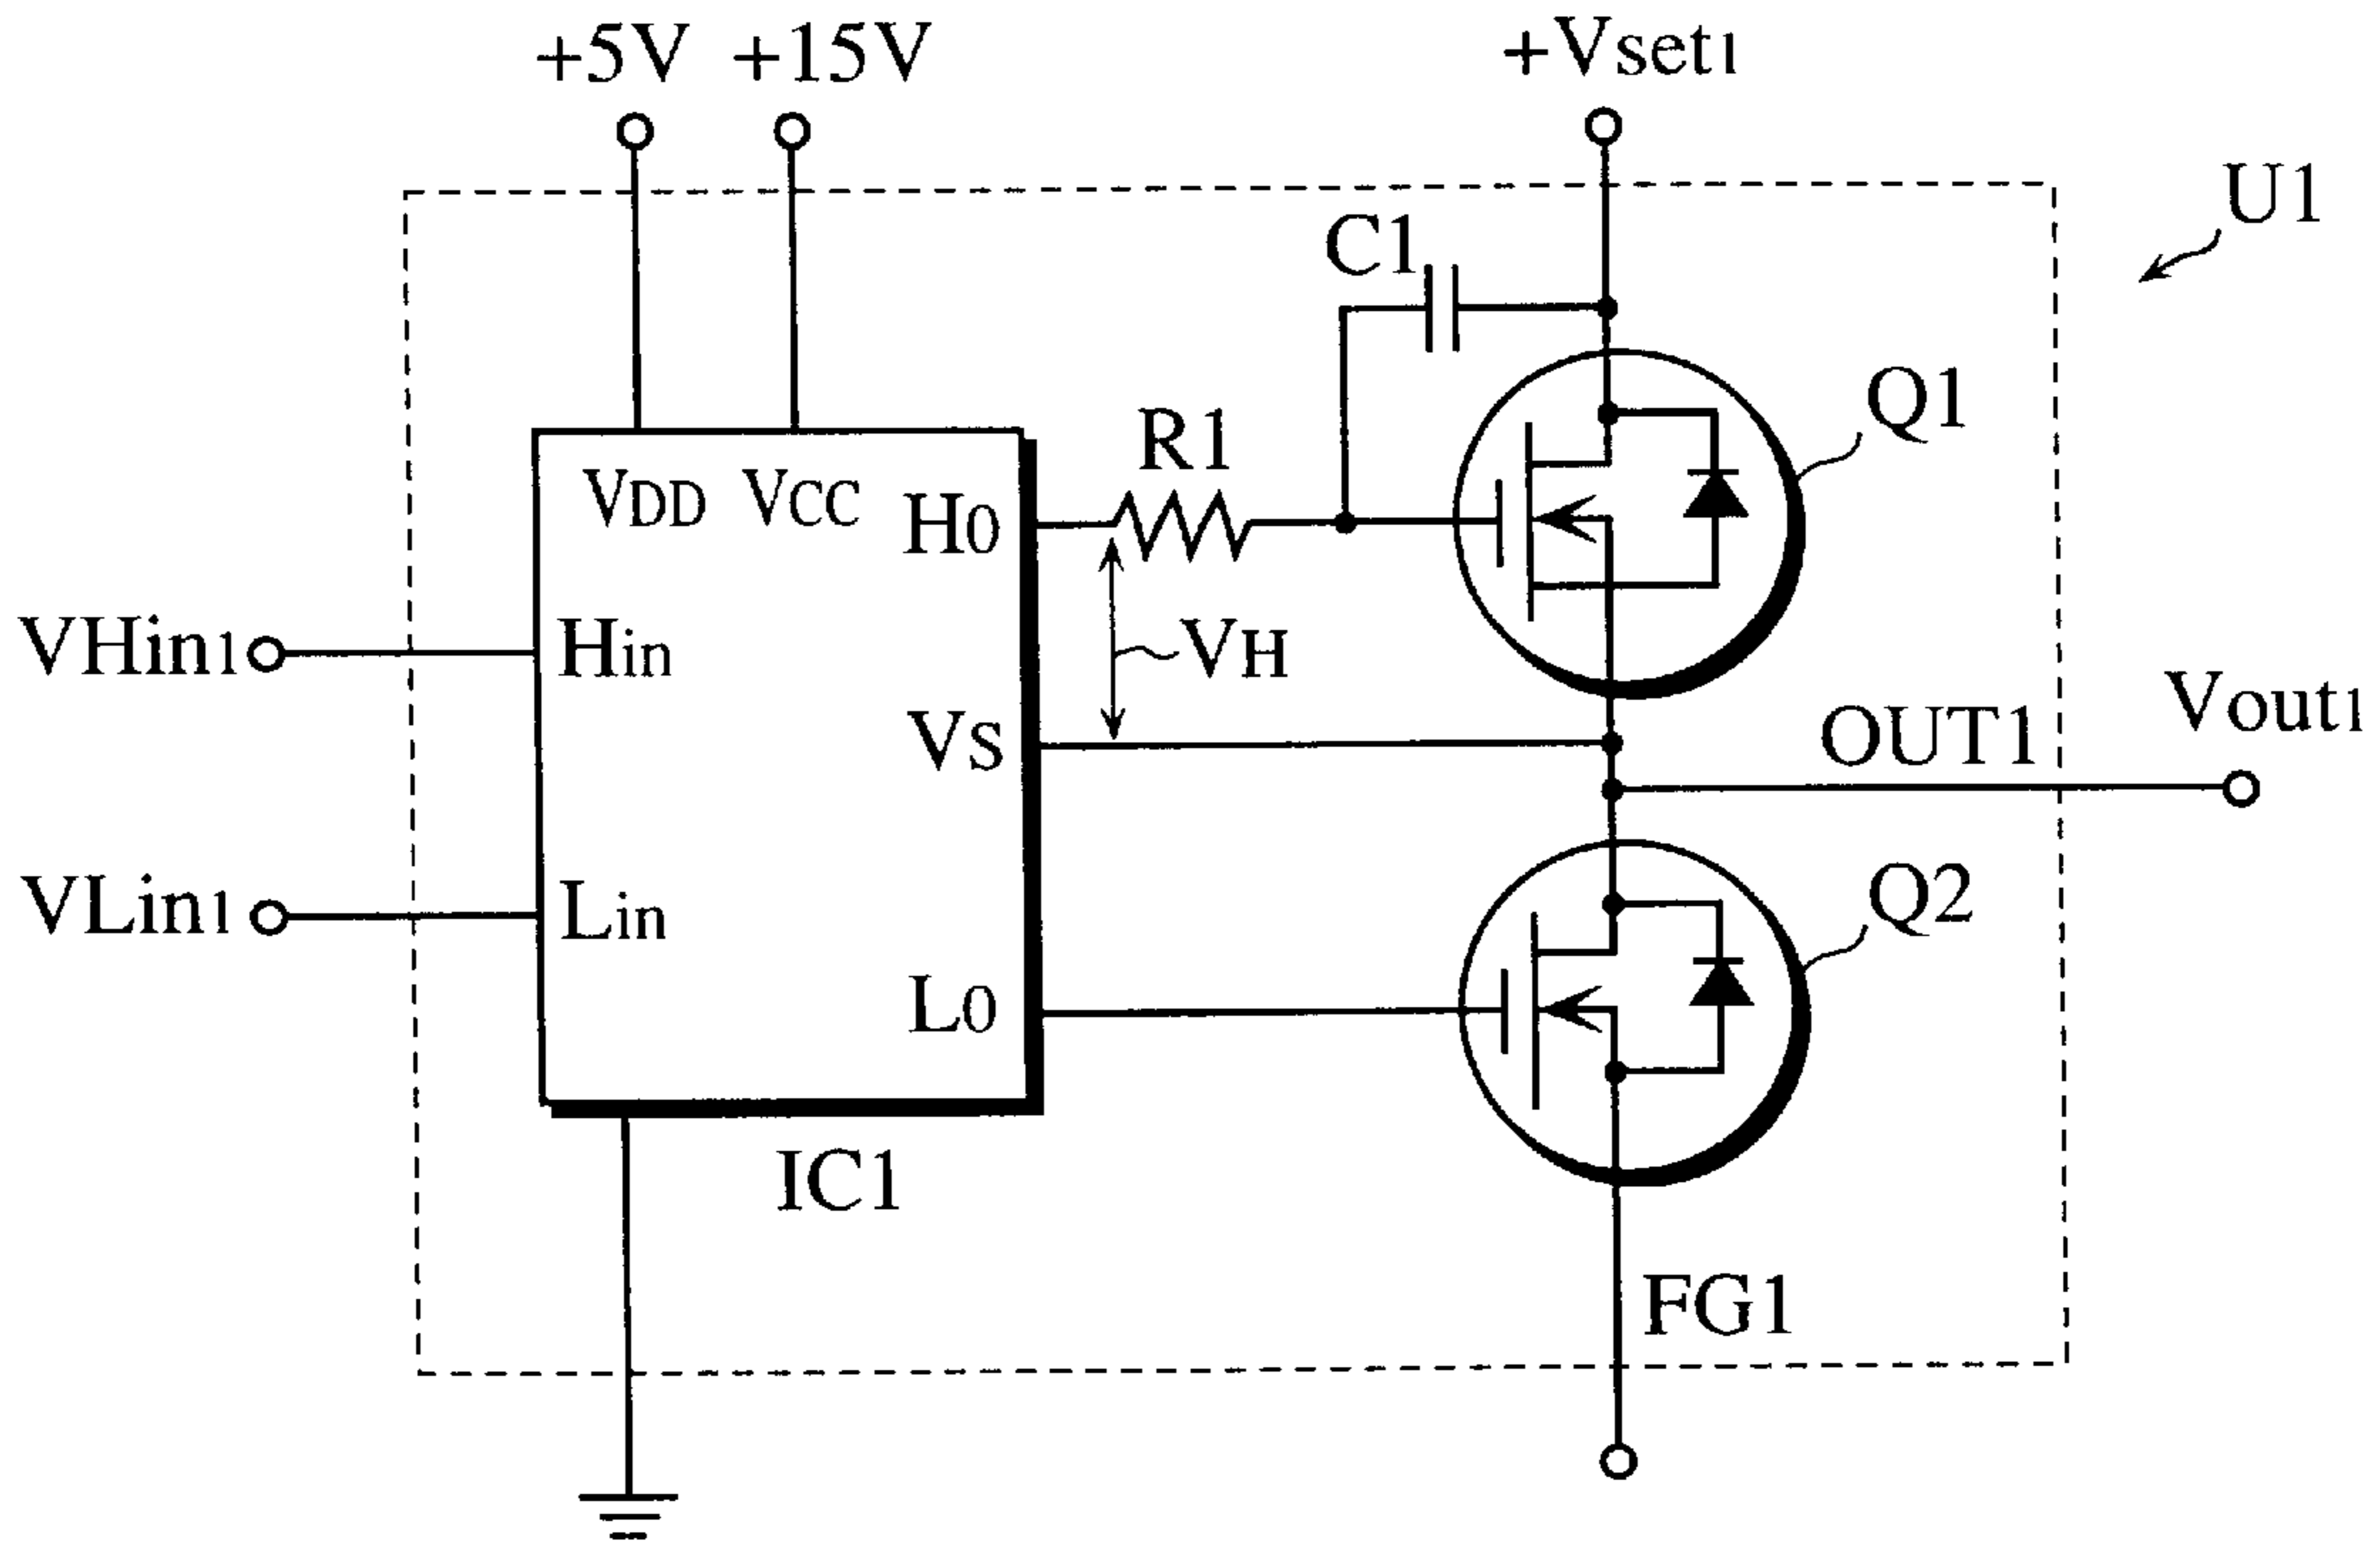 +5V +15V
+Vset1
U1
C1
Q1
R1
VDD VCC
H0
VHin1
Hin
VH
VS
OUT1
Vout1
VLin1
Lin
Q2
L0
IC1
FG1